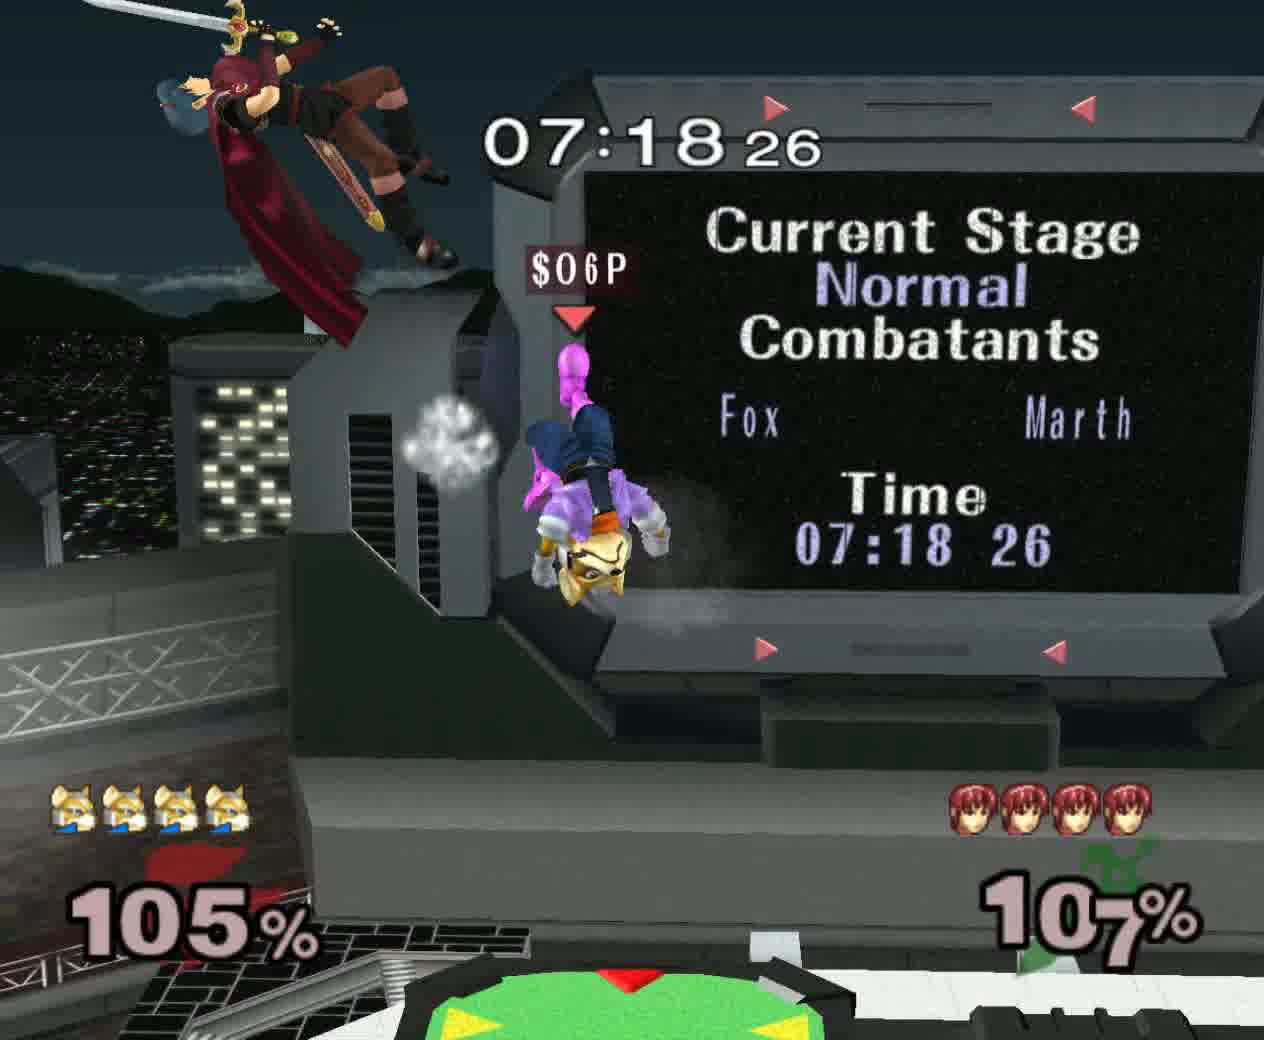 07:18 26
$06P
Current Stage
Normal
Combatants
Fox Marth
Time
07:18 26
105% 107%